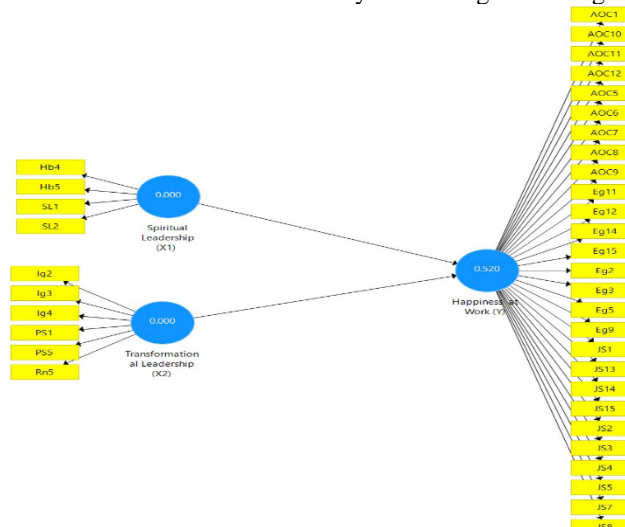 AOC1
AOC10
AOC11
AOC12
AOC5
AOC6
AOC7
AOC8
AOC9
Eg11
Eg12
Eg14
Eg15
Eg2
Eg3
Eg5
Eg9
JS1
JS13
JS14
JS15
JS2
JS3
JS4
JS5
JS7
JS8
Hb4
Hb5
SL1
SL2
0.000
Spiritual
Leadership
(X1)
Ig2
Ig3
Ig4
PS1
PS5
Rn5
0.000
Transformation
al Leadership
(X2)
0.520
Happiness at
Work (Y)